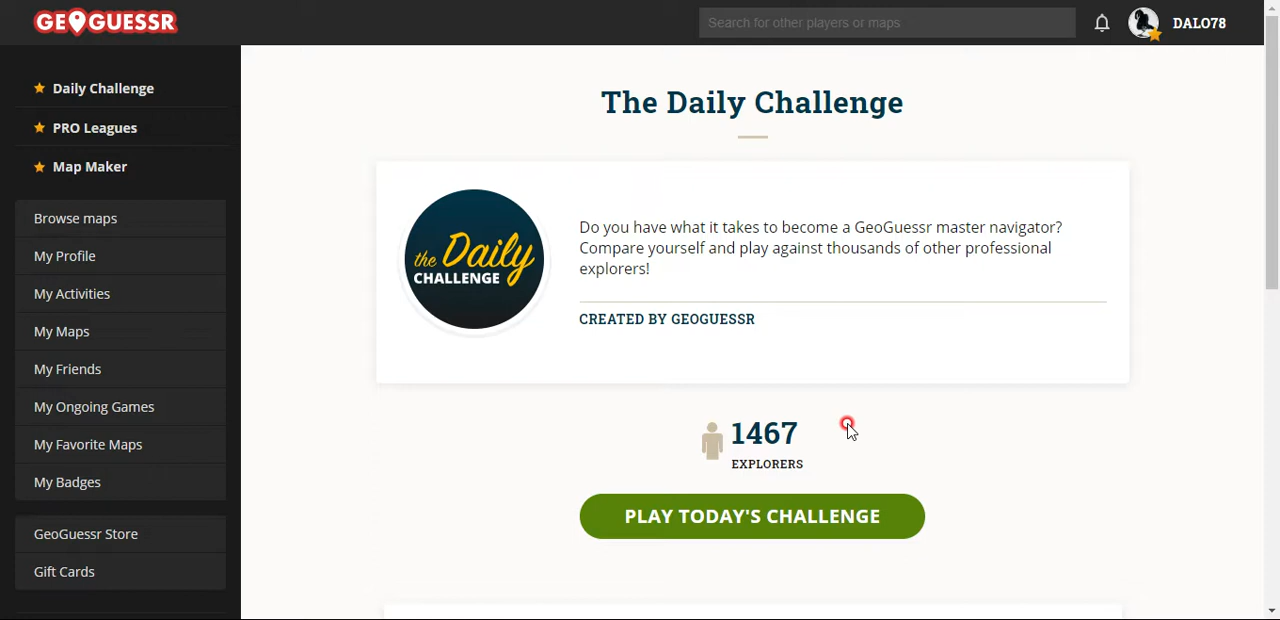 GEOGUESSR
Search for other players or maps
DALO78
Daily Challenge
PRO Leagues
Map Maker
Browse maps
My Profile
My Activities
My Maps
My Friends
My Ongoing Games
My Favorite Maps
My Badges
GeoGuessr Store
Gift Cards
The Daily Challenge
the Daily
CHALLENGE
Do you have what it takes to become a GeoGuessr master navigator?
Compare yourself and play against thousands of other professional
explorers!
CREATED BY GEOGUESSR
1467
EXPLORERS
PLAY TODAY'S CHALLENGE